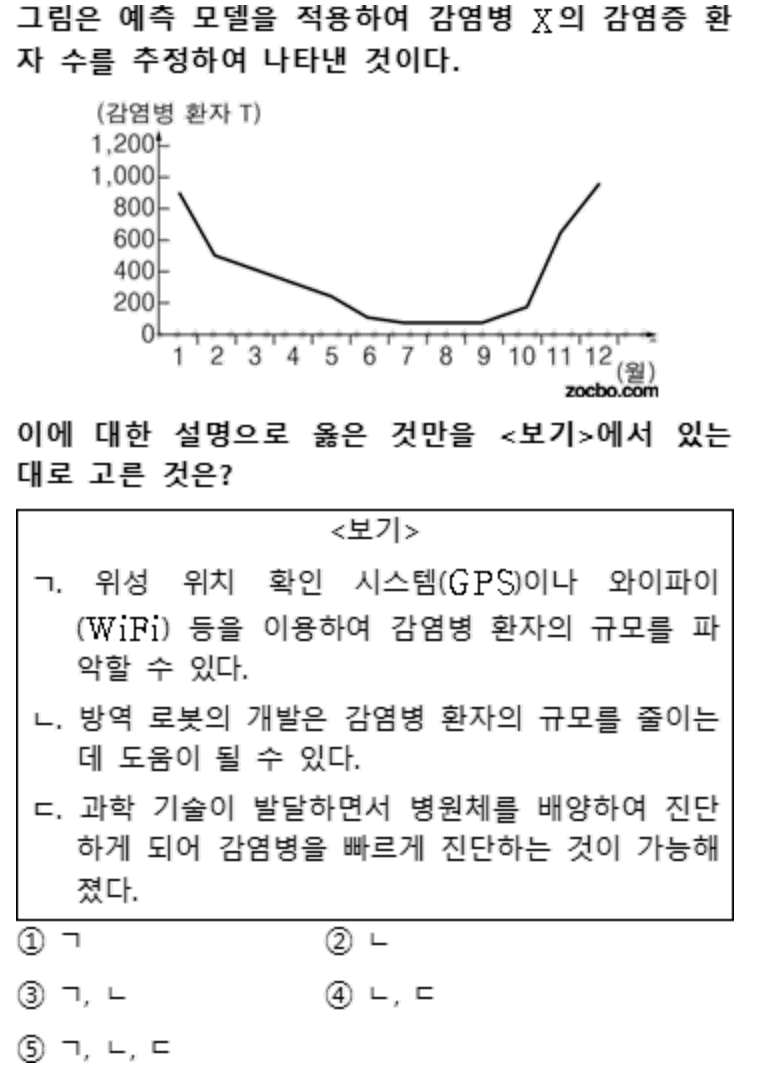 그림은 예측 모델을 적용하여 감염병 X의 감염증 환
자 수를 추정하여 나타낸 것이다.
(감염병 환자 T)
1,200
1,000
800
600
400
200
0
1 2 3 4 5 6 7 8 9 10 11 12
(월)
zocbo.com
이에 대한 설명으로 옳은 것만을 <보기>에서 있는
대로 고른 것은?
<보기>
ㄱ. 위성 위치 확인 시스템(GPS)이나 와이파이
(WiFi) 등을 이용하여 감염병 환자의 규모를 파
악할 수 있다.
ㄴ. 방역 로봇의 개발은 감염병 환자의 규모를 줄이는
데 도움이 될 수 있다.
ㄷ. 과학 기술이 발달하면서 병원체를 배양하여 진단
하게 되어 감염병을 빠르게 진단하는 것이 가능해
졌다.
① ㄱ ② ㄴ
③ ㄱ, ㄴ ④ ㄴ, ㄷ
⑤ ㄱ, ㄴ, ㄷ